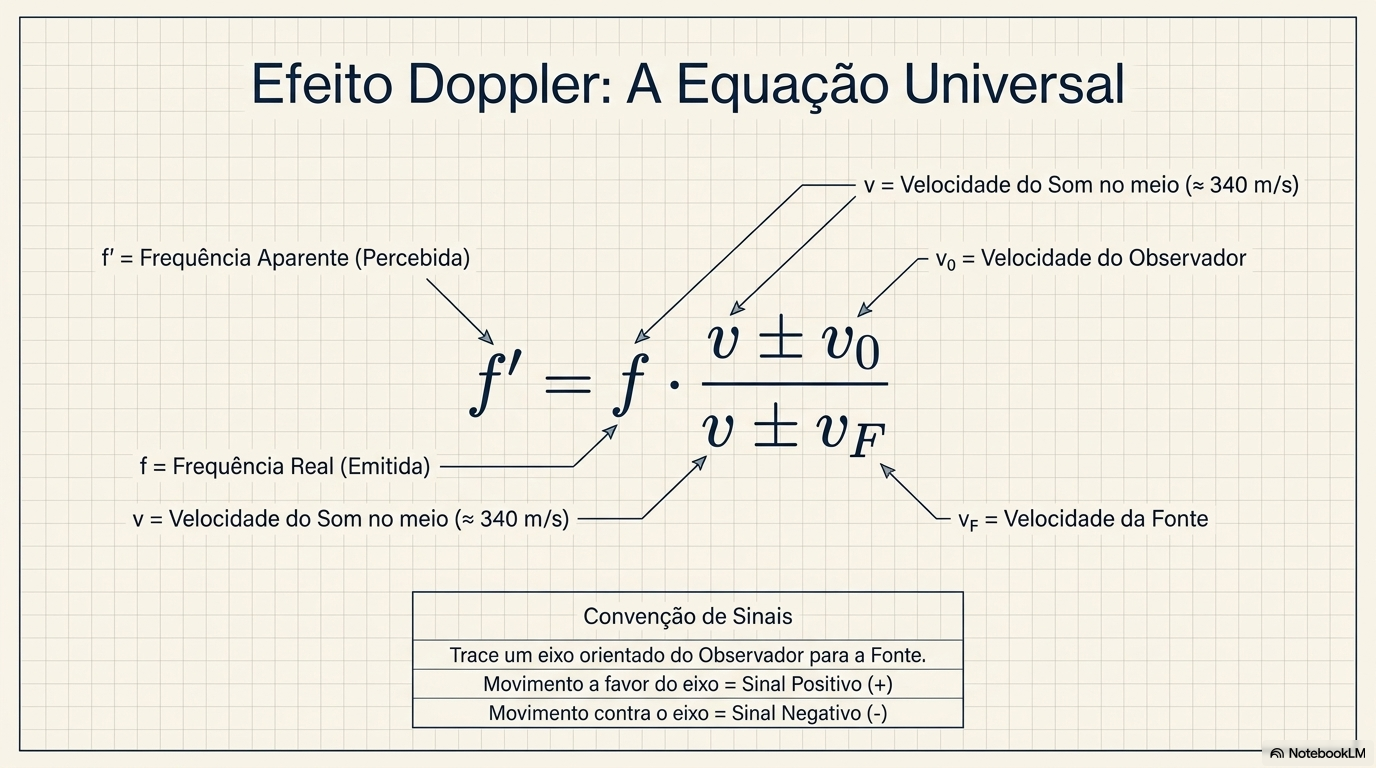 Efeito Doppler: A Equação Universal
v = Velocidade do Som no meio (≈ 340 m/s)
f' = Frequência Aparente (Percebida)
v₀ = Velocidade do Observador
f' = f · (v ± v₀) / (v ± v_F)
f = Frequência Real (Emitida)
v = Velocidade do Som no meio (≈ 340 m/s)
v_F = Velocidade da Fonte
Convenção de Sinais
Trace um eixo orientado do Observador para a Fonte.
Movimento a favor do eixo = Sinal Positivo (+)
Movimento contra o eixo = Sinal Negativo (-)
NotebookLM